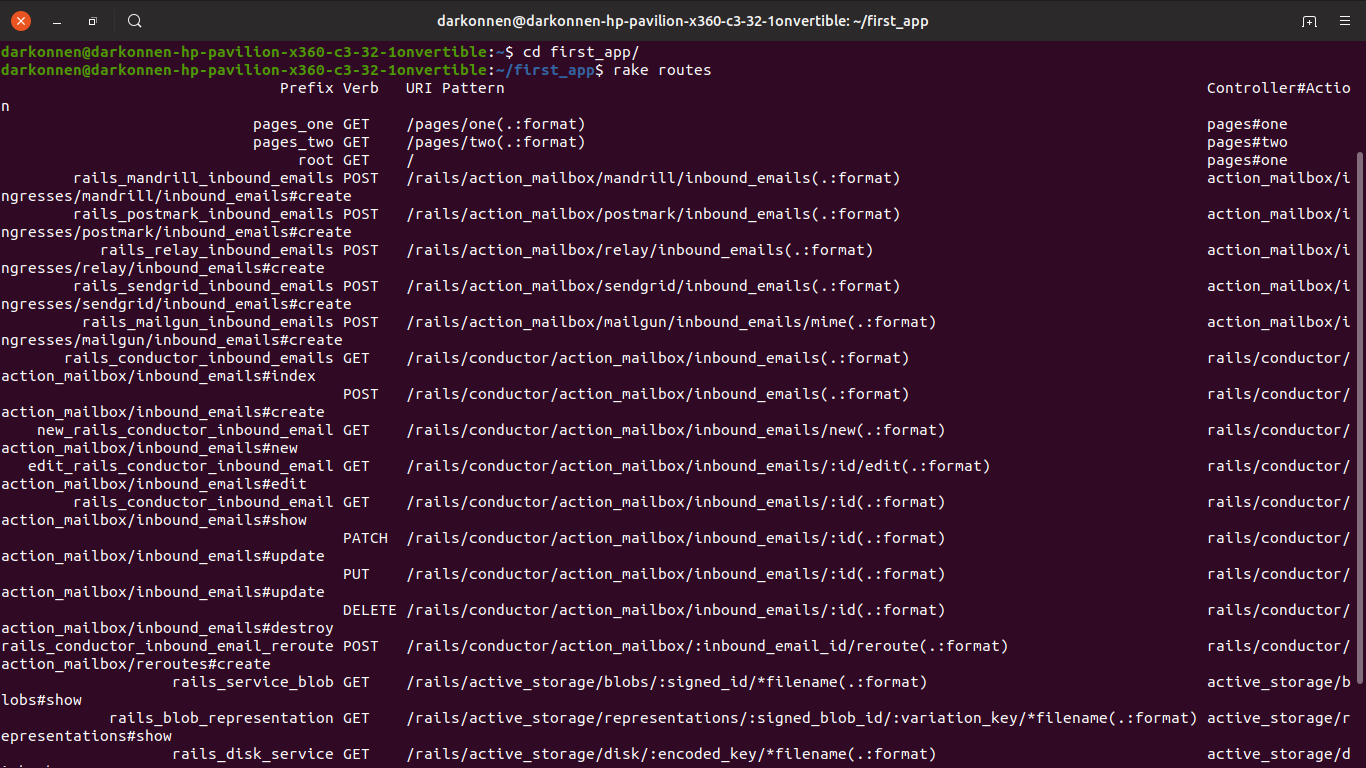 darkonnen@darkonnen-hp-pavilion-x360-c3-32-1onvertible: ~/first_app
darkonnen@darkonnen-hp-pavilion-x360-c3-32-1onvertible:~$ cd first_app/
darkonnen@darkonnen-hp-pavilion-x360-c3-32-1onvertible:~/first_app$ rake routes
Prefix Verb URI Pattern Controller#Actio
n
pages_one GET /pages/one(.:format) pages#one
pages_two GET /pages/two(.:format) pages#two
root GET / pages#one
rails_mandrill_inbound_emails POST /rails/action_mailbox/mandrill/inbound_emails(.:format) action_mailbox/i
ngresses/mandrill/inbound_emails#create
rails_postmark_inbound_emails POST /rails/action_mailbox/postmark/inbound_emails(.:format) action_mailbox/i
ngresses/postmark/inbound_emails#create
rails_relay_inbound_emails POST /rails/action_mailbox/relay/inbound_emails(.:format) action_mailbox/i
ngresses/relay/inbound_emails#create
rails_sendgrid_inbound_emails POST /rails/action_mailbox/sendgrid/inbound_emails(.:format) action_mailbox/i
ngresses/sendgrid/inbound_emails#create
rails_mailgun_inbound_emails POST /rails/action_mailbox/mailgun/inbound_emails/mime(.:format) action_mailbox/i
ngresses/mailgun/inbound_emails#create
rails_conductor_inbound_emails GET /rails/conductor/action_mailbox/inbound_emails(.:format) rails/conductor/
action_mailbox/inbound_emails#index
POST /rails/conductor/action_mailbox/inbound_emails(.:format) rails/conductor/
action_mailbox/inbound_emails#create
new_rails_conductor_inbound_email GET /rails/conductor/action_mailbox/inbound_emails/new(.:format) rails/conductor/
action_mailbox/inbound_emails#new
edit_rails_conductor_inbound_email GET /rails/conductor/action_mailbox/inbound_emails/:id/edit(.:format) rails/conductor/
action_mailbox/inbound_emails#edit
rails_conductor_inbound_email GET /rails/conductor/action_mailbox/inbound_emails/:id(.:format) rails/conductor/
action_mailbox/inbound_emails#show
PATCH /rails/conductor/action_mailbox/inbound_emails/:id(.:format) rails/conductor/
action_mailbox/inbound_emails#update
PUT /rails/conductor/action_mailbox/inbound_emails/:id(.:format) rails/conductor/
action_mailbox/inbound_emails#update
DELETE /rails/conductor/action_mailbox/inbound_emails/:id(.:format) rails/conductor/
action_mailbox/inbound_emails#destroy
rails_conductor_inbound_email_reroute POST /rails/conductor/action_mailbox/:inbound_email_id/reroute(.:format) rails/conductor/
action_mailbox/reroutes#create
rails_service_blob GET /rails/active_storage/blobs/:signed_id/*filename(.:format) active_storage/b
lobs#show
rails_blob_representation GET /rails/active_storage/representations/:signed_blob_id/:variation_key/*filename(.:format) active_storage/r
epresentations#show
rails_disk_service GET /rails/active_storage/disk/:encoded_key/*filename(.:format) active_storage/d